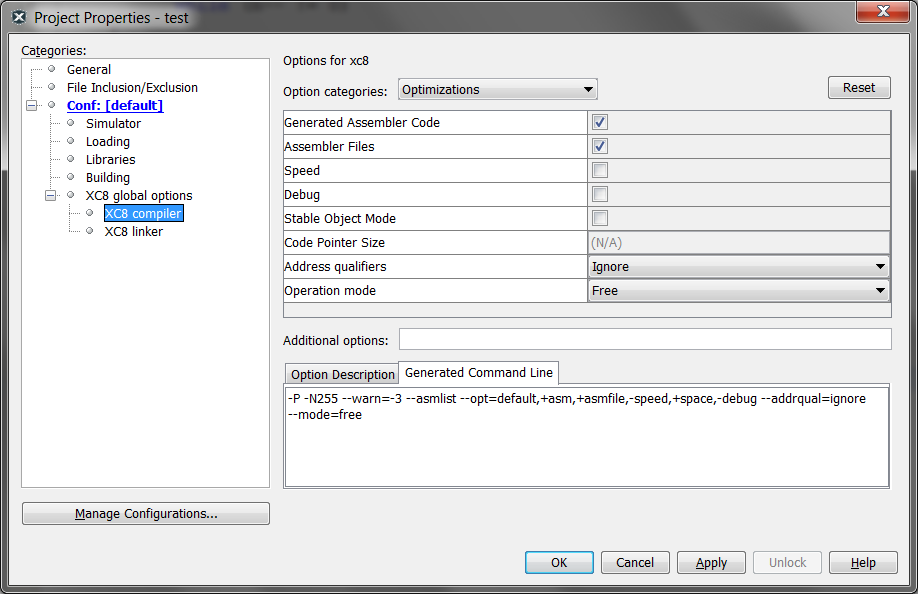 Project Properties - test
Categories:
General
File Inclusion/Exclusion
Conf: [default]
Simulator
Loading
Libraries
Building
XC8 global options
XC8 compiler
XC8 linker
Manage Configurations...
Options for xc8
Option categories: Optimizations Reset
Generated Assembler Code
Assembler Files
Speed
Debug
Stable Object Mode
Code Pointer Size (N/A)
Address qualifiers Ignore
Operation mode Free
Additional options:
Option Description Generated Command Line
-P -N255 --warn=-3 --asmlist --opt=default,+asm,+asmfile,-speed,+space,-debug --addrqual=ignore
--mode=free
OK Cancel Apply Unlock Help